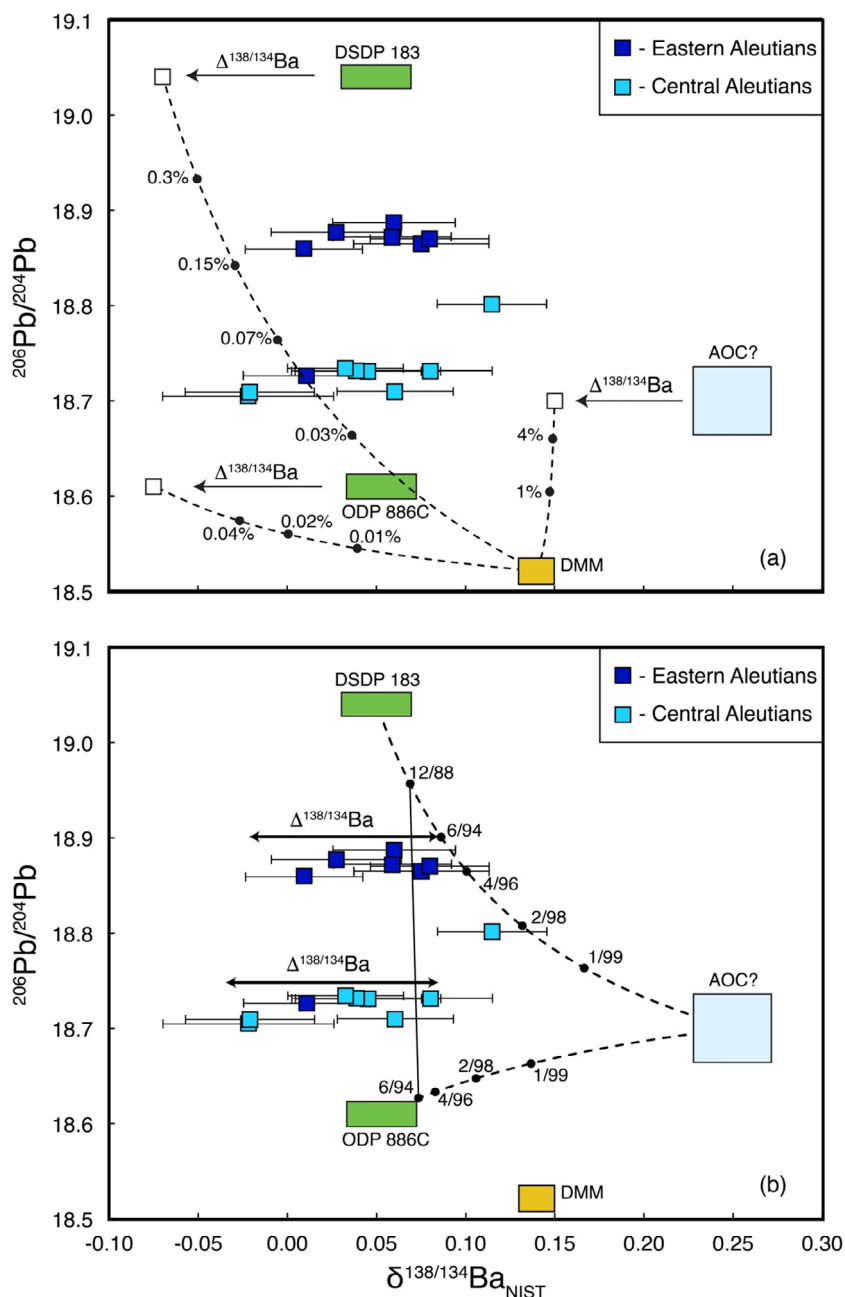 19.1
DSDP 183
Δ138/134Ba
- Eastern Aleutians
- Central Aleutians
19.0
0.3%
18.9
0.15%
206Pb/204Pb
18.8
0.07%
AOC?
Δ138/134Ba
18.7
0.03%
4%
Δ138/134Ba
1%
18.6
ODP 886C
0.04%
0.02%
0.01%
DMM
(a)
18.5
19.1
DSDP 183
- Eastern Aleutians
- Central Aleutians
19.0
12/88
Δ138/134Ba
6/94
18.9
4/96
206Pb/204Pb
2/98
18.8
1/99
Δ138/134Ba
AOC?
18.7
2/98
1/99
6/94
4/96
18.6
ODP 886C
DMM
(b)
18.5
-0.10 -0.05 0.00 0.05 0.10 0.15 0.20 0.25 0.30
δ138/134BaNIST